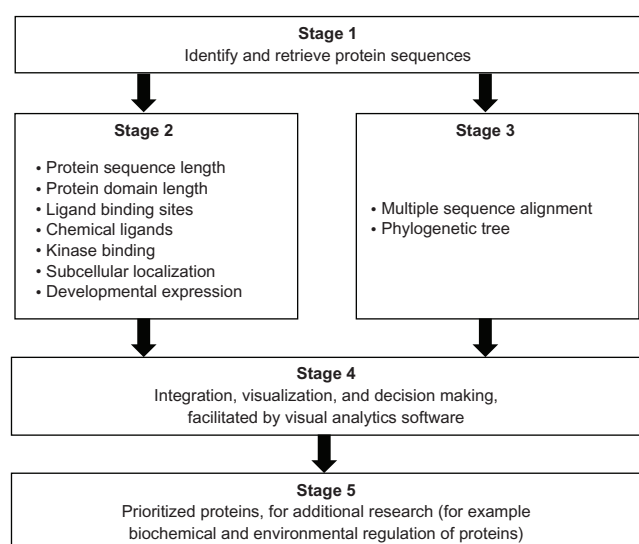 Stage 1
Identify and retrieve protein sequences
Stage 2
• Protein sequence length
• Protein domain length
• Ligand binding sites
• Chemical ligands
• Kinase binding
• Subcellular localization
• Developmental expression
Stage 3
• Multiple sequence alignment
• Phylogenetic tree
Stage 4
Integration, visualization, and decision making,
facilitated by visual analytics software
Stage 5
Prioritized proteins, for additional research (for example
biochemical and environmental regulation of proteins)